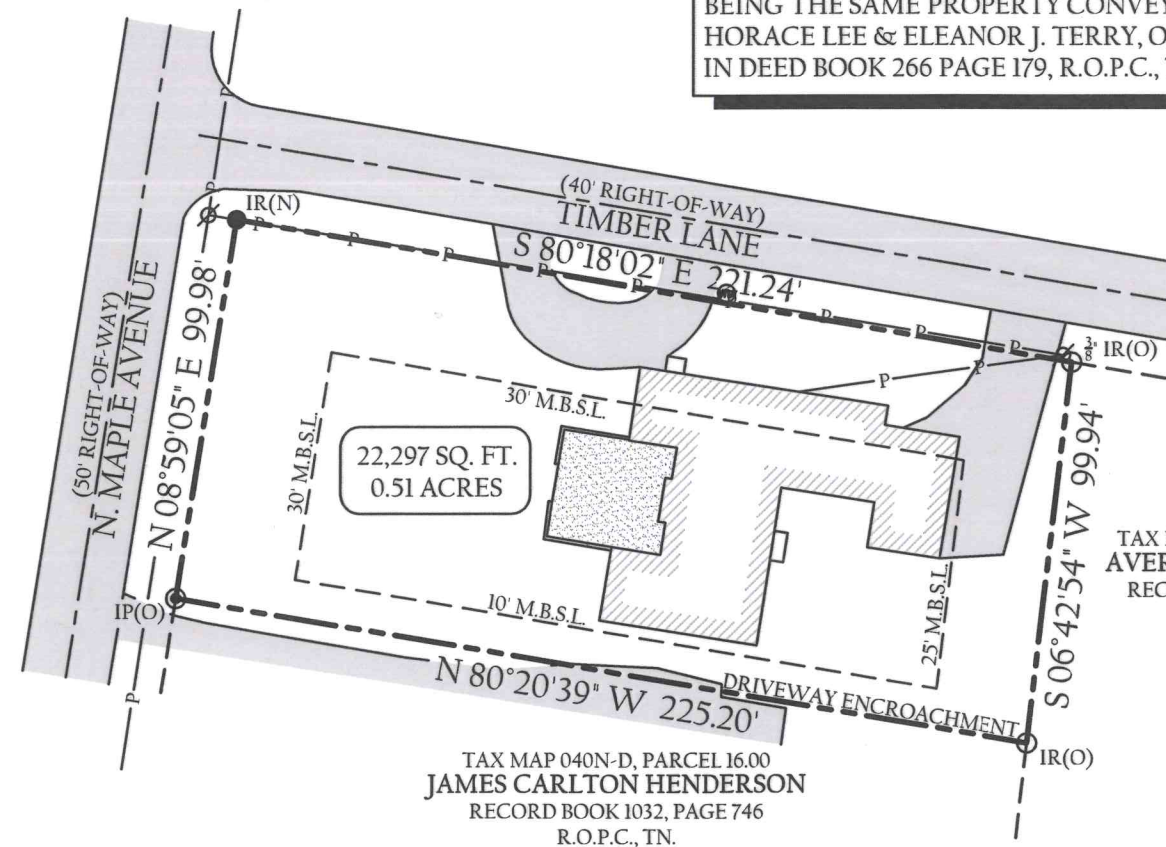 BEING THE SAME PROPERTY CONVEY
HORACE LEE & ELEANOR J. TERRY, O
IN DEED BOOK 266 PAGE 179, R.O.P.C.,
P
P
IR(N)
(40' RIGHT-OF-WAY)
TIMBER LANE
S 80°18'02" E 221.24'
P P P P P WM P P P
3/8" IR(O)
P
(50' RIGHT-OF-WAY)
N. MAPLE AVENUE
N 08°59'05" E 99.98'
30' M.B.S.L.
30' M.B.S.L.
22,297 SQ. FT.
0.51 ACRES
S 06°42'54" W 99.94'
TAX
AVER
REC
IP(O)
10' M.B.S.L.
25' M.B.S.L.
P
N 80°20'39" W 225.20'
DRIVEWAY ENCROACHMENT
IR(O)
TAX MAP 040N-D, PARCEL 16.00
JAMES CARLTON HENDERSON
RECORD BOOK 1032, PAGE 746
R.O.P.C., TN.